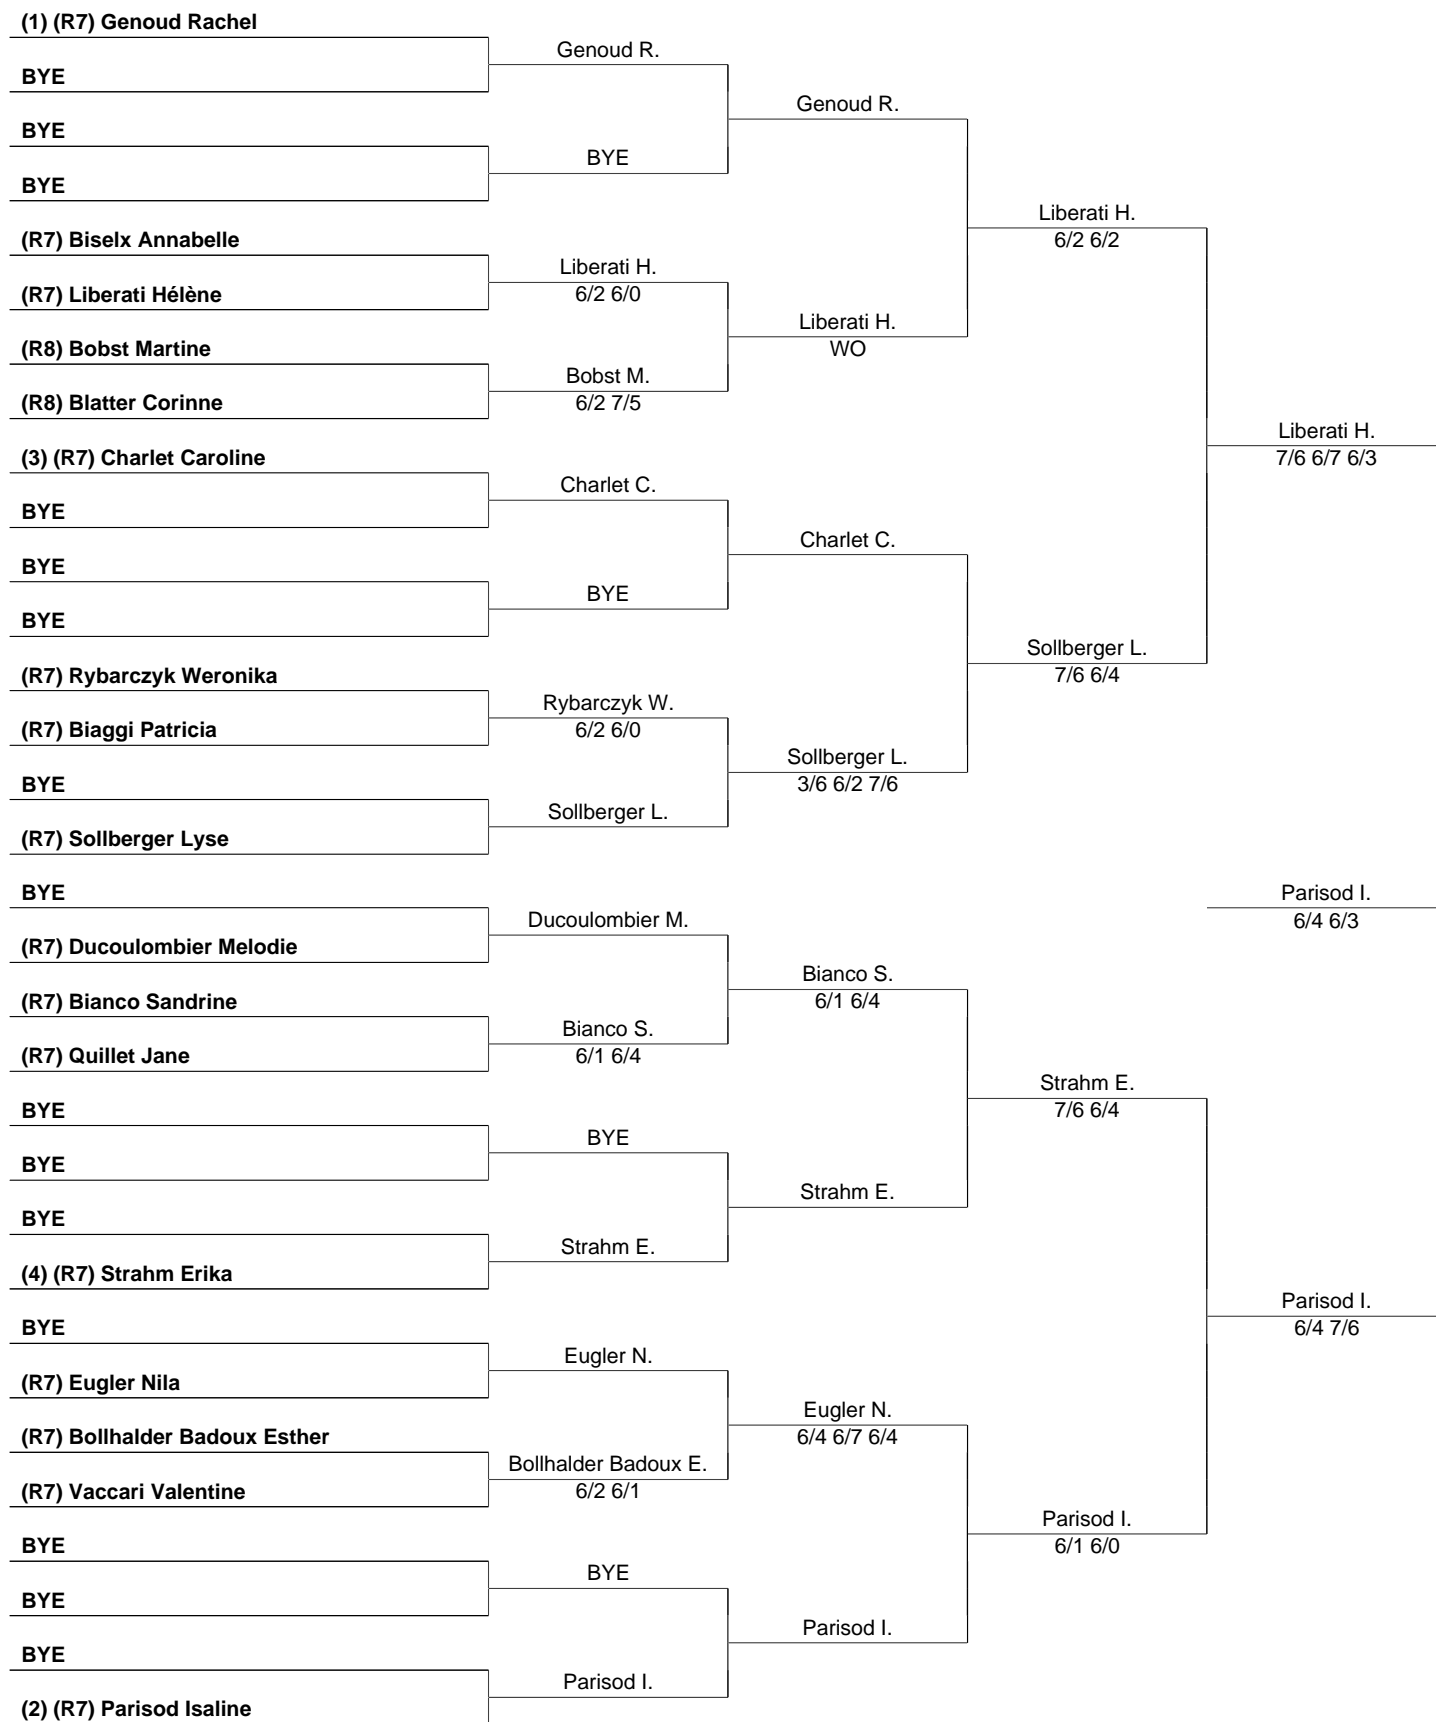 (1) (R7) Genoud Rachel
BYE
BYE
BYE
(R7) Biselx Annabelle
(R7) Liberati Hélène
(R8) Bobst Martine
(R8) Blatter Corinne
(3) (R7) Charlet Caroline
BYE
BYE
BYE
(R7) Rybarczyk Weronika
(R7) Biaggi Patricia
BYE
(R7) Sollberger Lyse
BYE
(R7) Ducoulombier Melodie
(R7) Bianco Sandrine
(R7) Quillet Jane
BYE
BYE
BYE
(4) (R7) Strahm Erika
BYE
(R7) Eugler Nila
(R7) Bollhalder Badoux Esther
(R7) Vaccari Valentine
BYE
BYE
BYE
(2) (R7) Parisod Isaline
Genoud R.
BYE
Liberati H.
6/2 6/0
Bobst M.
6/2 7/5
Charlet C.
BYE
Rybarczyk W.
6/2 6/0
Sollberger L.
Ducoulombier M.
Bianco S.
6/1 6/4
BYE
Strahm E.
Eugler N.
Bollhalder Badoux E.
6/2 6/1
BYE
Parisod I.
Genoud R.
Liberati H.
WO
Charlet C.
Sollberger L.
3/6 6/2 7/6
Bianco S.
6/1 6/4
Strahm E.
Eugler N.
6/4 6/7 6/4
Parisod I.
Liberati H.
6/2 6/2
Sollberger L.
7/6 6/4
Strahm E.
7/6 6/4
Parisod I.
6/1 6/0
Liberati H.
7/6 6/7 6/3
Parisod I.
6/4 6/3
Parisod I.
6/4 7/6